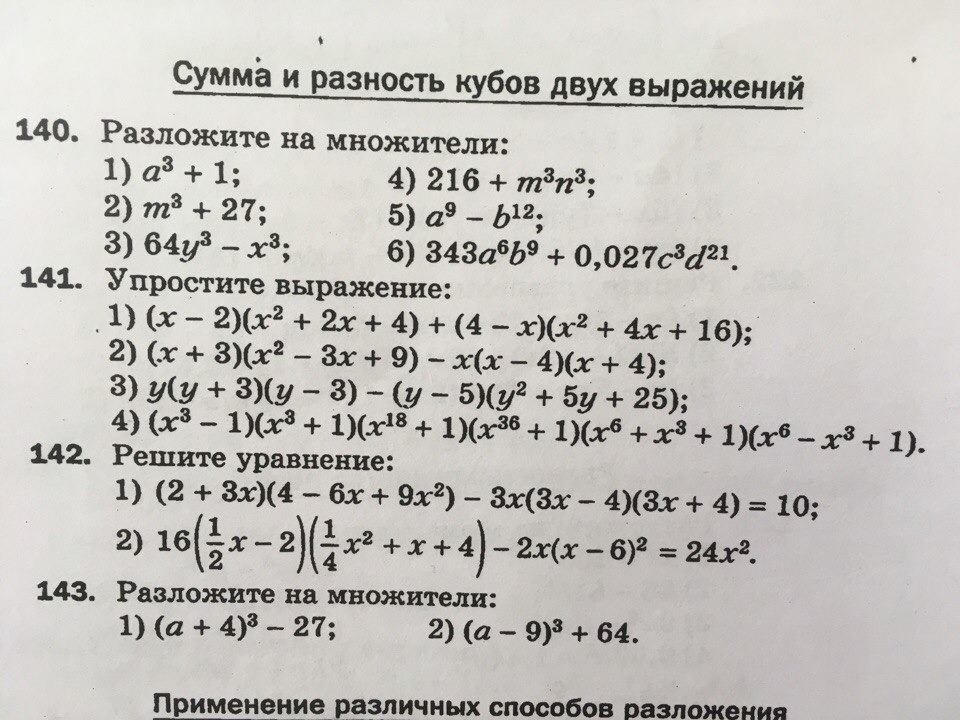 Сумма и разность кубов двух выражений
140. Разложите на множители:
1) a³ + 1; 4) 216 + m³n³;
2) m³ + 27; 5) a⁹ − b¹²;
3) 64y³ − x³; 6) 343a⁶b⁹ + 0,027c³d²¹.
141. Упростите выражение:
1) (x − 2)(x² + 2x + 4) + (4 − x)(x² + 4x + 16);
2) (x + 3)(x² − 3x + 9) − x(x − 4)(x + 4);
3) y(y + 3)(y − 3) − (y − 5)(y² + 5y + 25);
4) (x³ − 1)(x³ + 1)(x¹⁸ + 1)(x³⁶ + 1)(x⁶ + x³ + 1)(x⁶ − x³ + 1).
142. Решите уравнение:
1) (2 + 3x)(4 − 6x + 9x²) − 3x(3x − 4)(3x + 4) = 10;
2) 16(1/2 x − 2)(1/4 x² + x + 4) − 2x(x − 6)² = 24x².
143. Разложите на множители:
1) (a + 4)³ − 27; 2) (a − 9)³ + 64.
Применение различных способов разложения